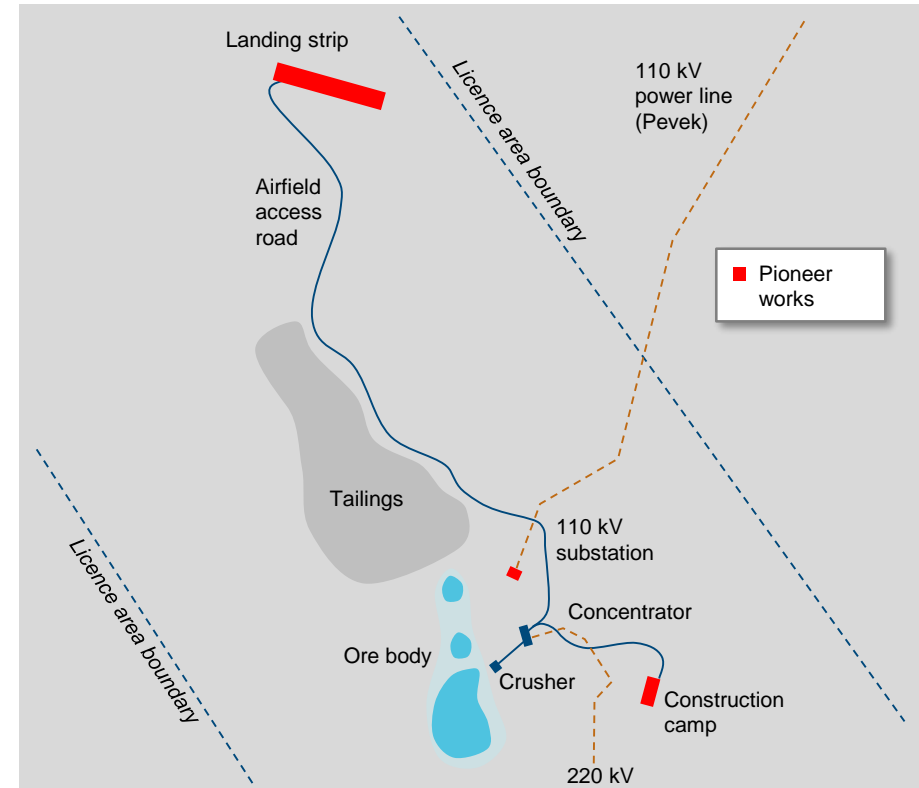 Landing strip
Licence area boundary
110 kV
power line
(Pevek)
Airfield
access
road
Pioneer
works
Tailings
110 kV
substation
Licence area boundary
Concentrator
Ore body
Crusher
Construction
camp
220 kV